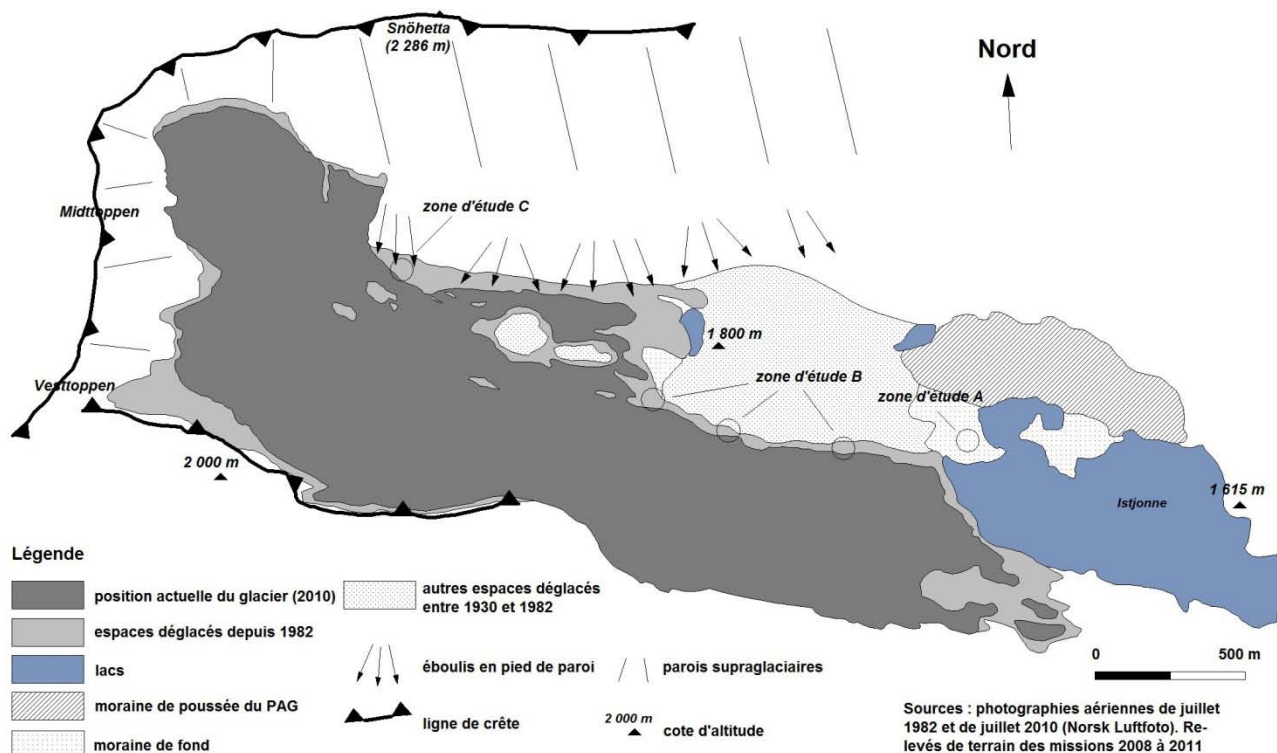 Snöhetta
(2 286 m)
Nord
zone d'étude C
Midttoppen
1 800 m
zone d'étude B
zone d'étude A
Vesttoppen
2 000 m
1 615 m
Istjonne
Légende
position actuelle du glacier (2010)
espaces déglacés depuis 1982
lacs
moraine de poussée du PAG
moraine de fond
autres espaces déglacés
entre 1930 et 1982
éboulis en pied de paroi
ligne de crête
parois supraglaciaires
2 000 m
cote d'altitude
0
500 m
Sources : photographies aériennes de juillet
1982 et de juillet 2010 (Norsk Luftfoto). Re-
levés de terrain des missions 2008 à 2011